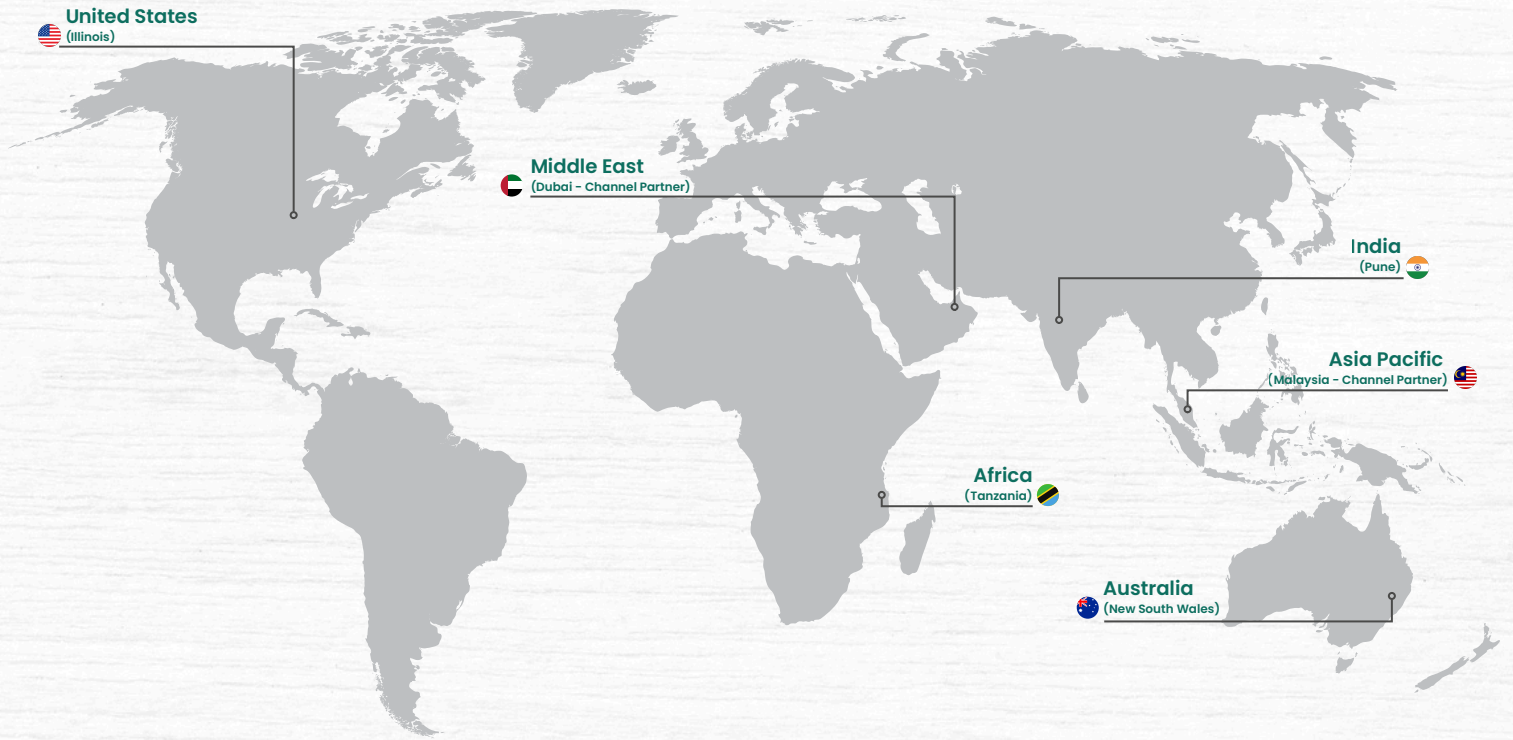 United States
(Illinois)
Middle East
(Dubai - Channel Partner)
India
(Pune)
Asia Pacific
(Malaysia - Channel Partner)
Africa
(Tanzania)
Australia
(New South Wales)